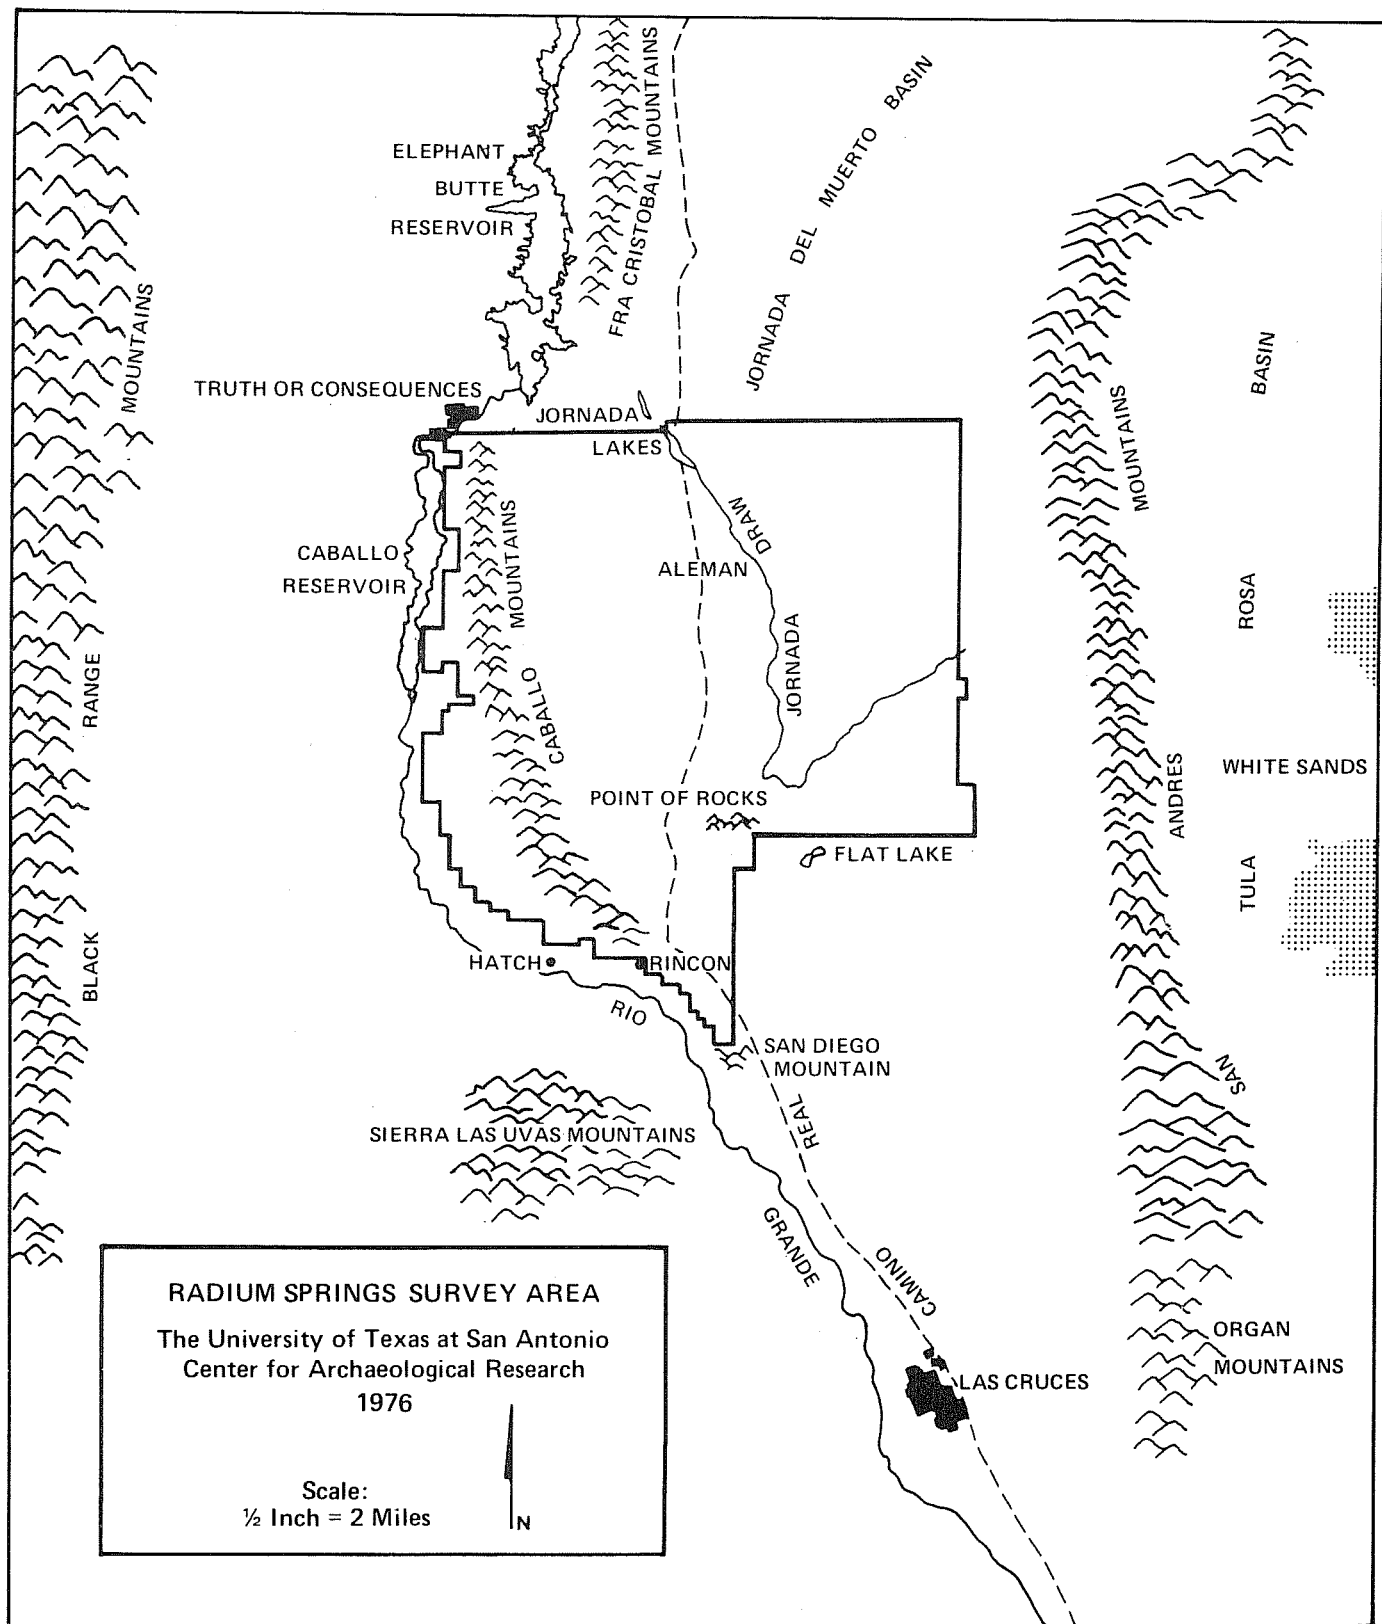 ELEPHANT
BUTTE
RESERVOIR
FRA CRISTOBAL MOUNTAINS
JORNADA DEL MUERTO BASIN
MOUNTAINS
TRUTH OR CONSEQUENCES
JORNADA
LAKES
BASIN
MOUNTAINS
DRAW
MOUNTAINS
CABALLO
RESERVOIR
ALEMAN
ROSA
RANGE
CABALLO
JORNADA
WHITE SANDS
ANDRES
POINT OF ROCKS
FLAT LAKE
TULA
BLACK
HATCH
RINCON
RIO
SAN DIEGO
MOUNTAIN
SAN
REAL
SIERRA LAS UVAS MOUNTAINS
GRANDE
CAMINO
ORGAN
MOUNTAINS
LAS CRUCES
RADIUM SPRINGS SURVEY AREA
The University of Texas at San Antonio
Center for Archaeological Research
1976
Scale:
½ Inch = 2 Miles
N